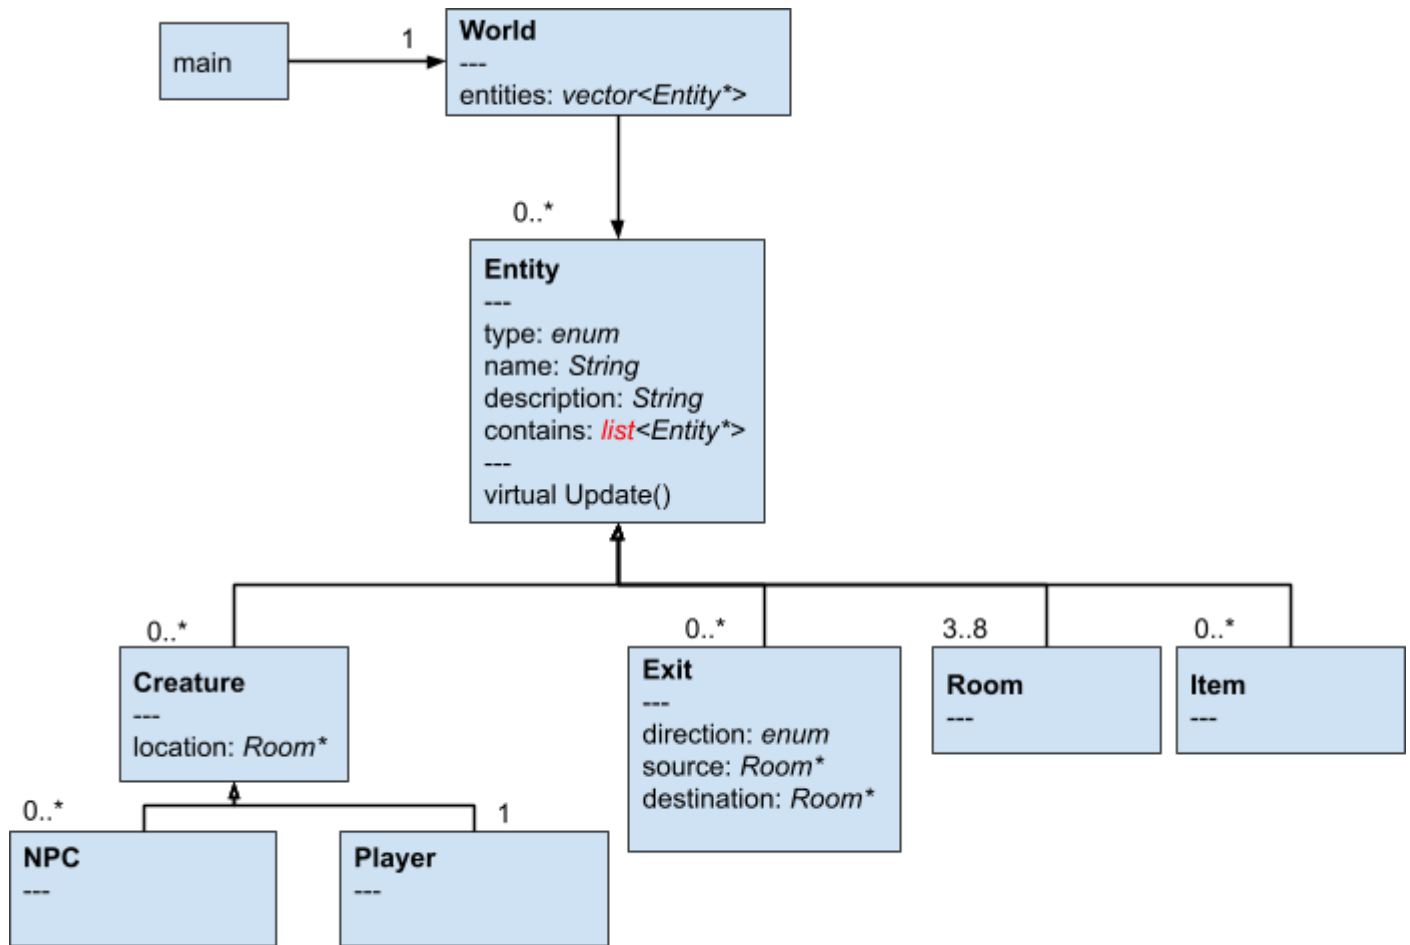 main
1
World
---
entities: vector<Entity*>
0..*
Entity
---
type: enum
name: String
description: String
contains: list<Entity*>
---
virtual Update()
0..*
Creature
---
location: Room*
0..*
Exit
---
direction: enum
source: Room*
destination: Room*
3..8
Room
---
0..*
Item
---
0..*
NPC
---
1
Player
---